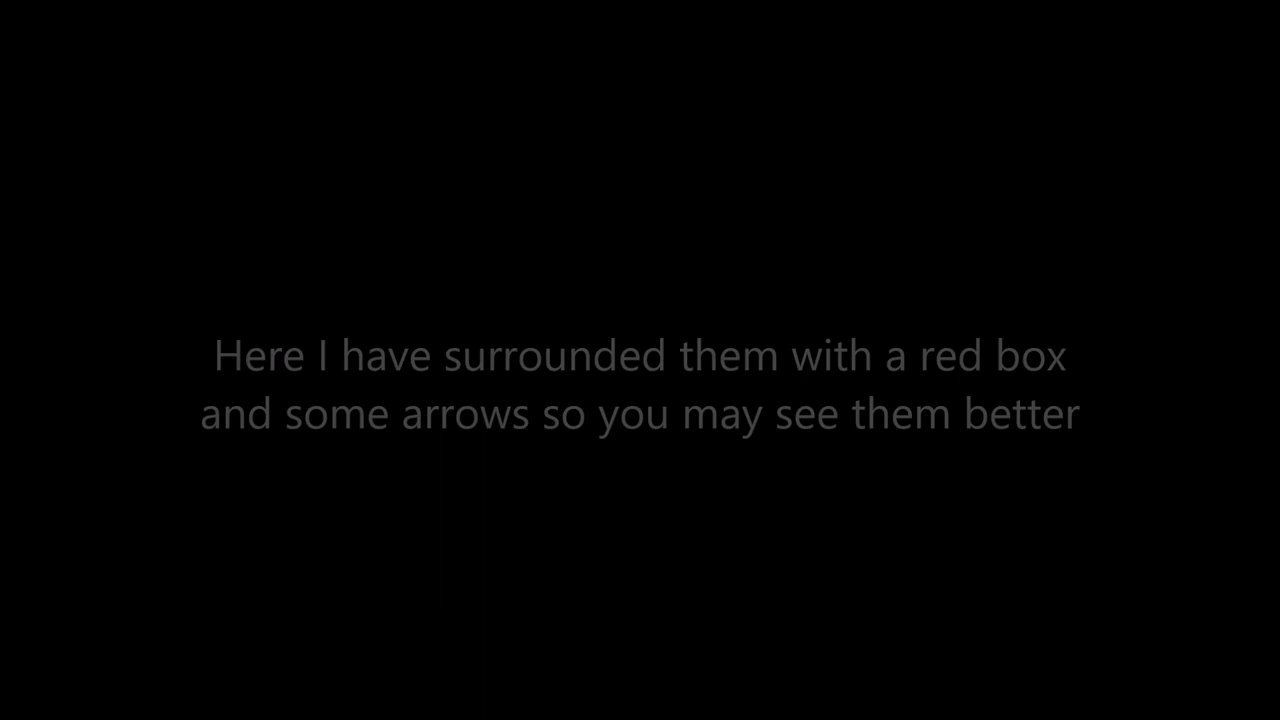 Here I have surrounded them with a red box
and some arrows so you may see them better